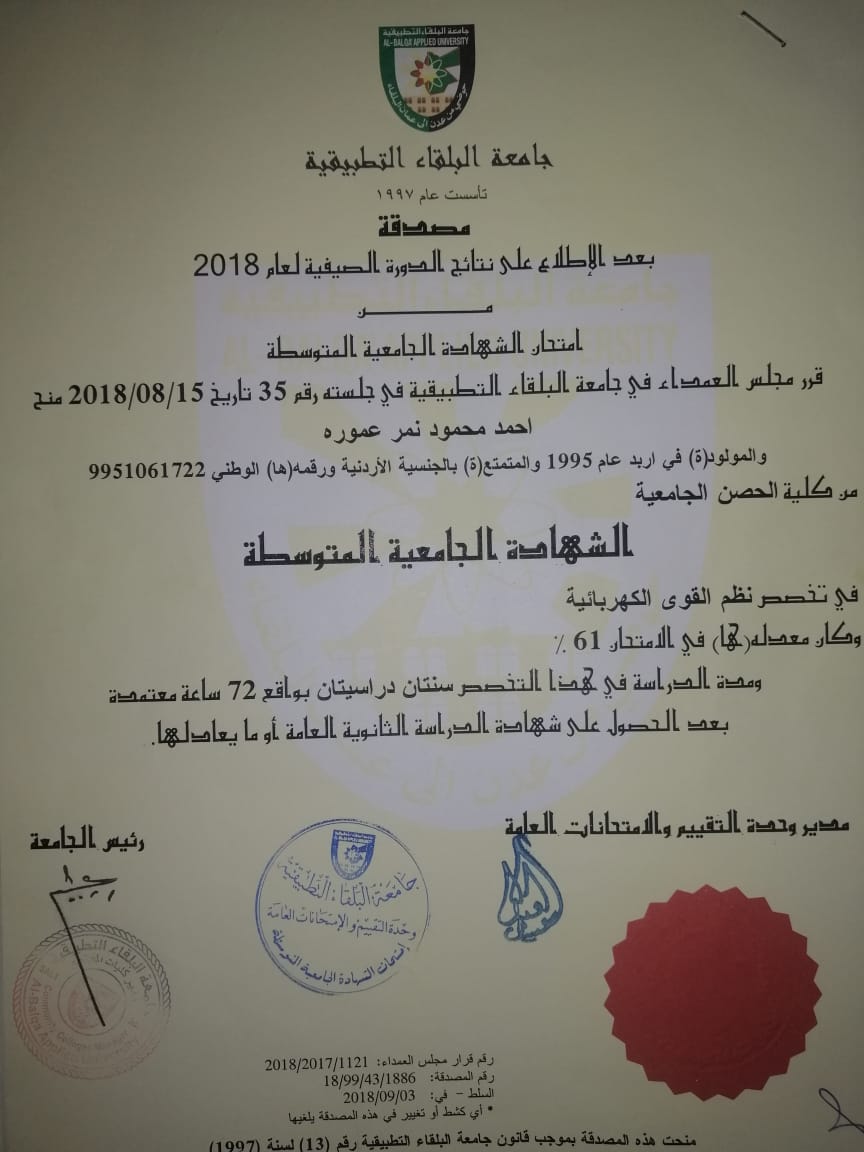 جامعة البلقاء التطبيقية
AL-BALQA' APPLIED UNIVERSITY
جامعة البلقاء التطبيقية
تأسست عام ١٩٩٧
مصدقة
بعد الإطلاع على نتائج الدورة الصيفية لعام 2018
مـــــــن
امتحان الشهادة الجامعية المتوسطة
قرر مجلس العمداء في جامعة البلقاء التطبيقية في جلسته رقم 35 تاريخ 2018/08/15 منح
احمد محمود نمر عموره
والمولود(ة) في اربد عام 1995 والمتمتع(ة) بالجنسية الأردنية ورقمه(ها) الوطني 9951061722
من كلية الحصن الجامعية
الشهادة الجامعية المتوسطة
في تخصص نظم القوى الكهربائية
وكان معدله(ها) في الامتحان 61 ٪
ومدة الدراسة في هذا التخصص سنتان دراسيتان بواقع 72 ساعة معتمدة
بعد الحصول على شهادة الدراسة الثانوية العامة أو ما يعادلها.
مدير وحدة التقييم والامتحانات العامة
رئيس الجامعة
جامعة البلقاء التطبيقية
وحدة التقييم والإمتحانات العامة
إمتحانات الشهادة الجامعية المتوسطة
رقم قرار مجلس العمداء: 2018/2017/1121
رقم المصدقة: 18/99/43/1886
السلط - في: 2018/09/03
* أي كشط أو تغيير في هذه المصدقة يلغيها
منحت هذه المصدقة بموجب قانون جامعة البلقاء التطبيقية رقم (13) لسنة (1997)